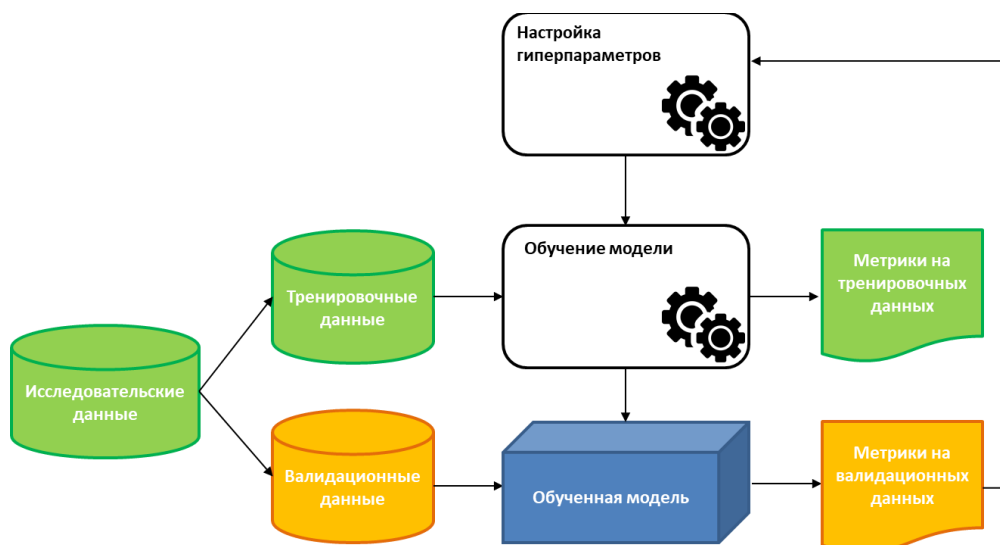 Настройка
гиперпараметров
Обучение модели
Метрики на
тренировочных
данных
Тренировочные
данные
Исследовательские
данные
Валидационные
данные
Обученная модель
Метрики на
валидационных
данных